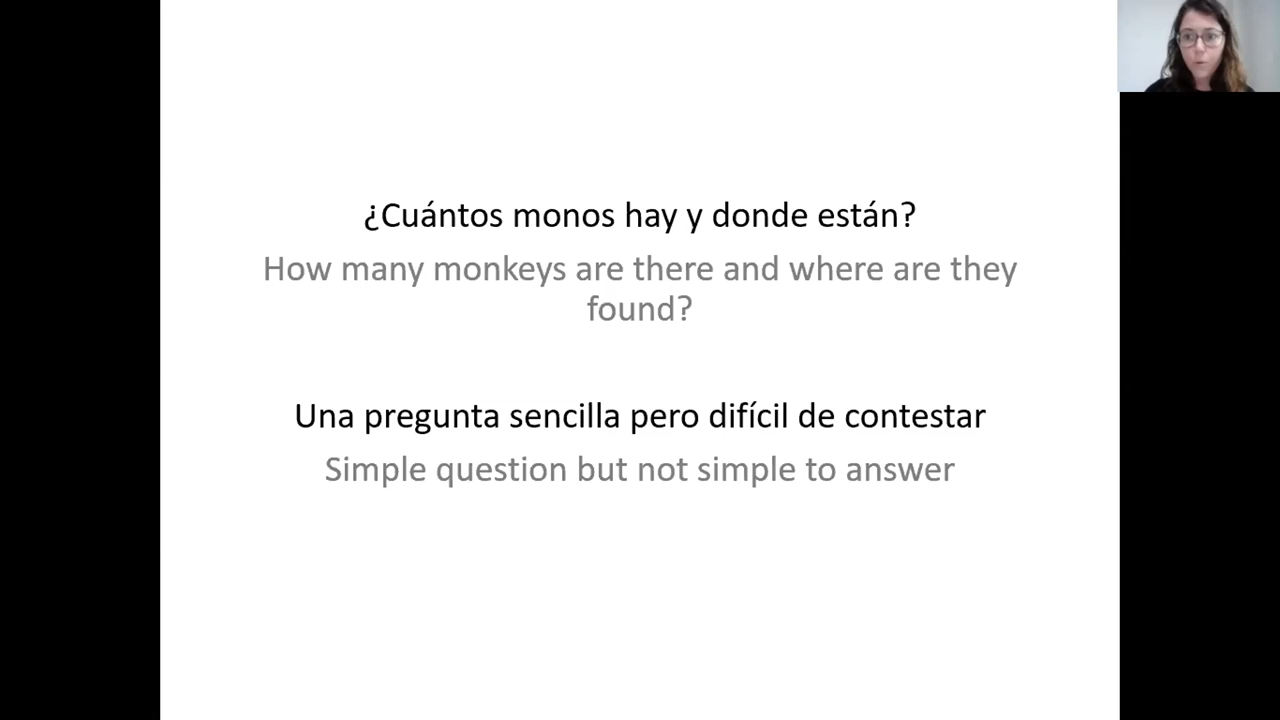 ¿Cuántos monos hay y donde están?
How many monkeys are there and where are they
found?
Una pregunta sencilla pero difícil de contestar
Simple question but not simple to answer